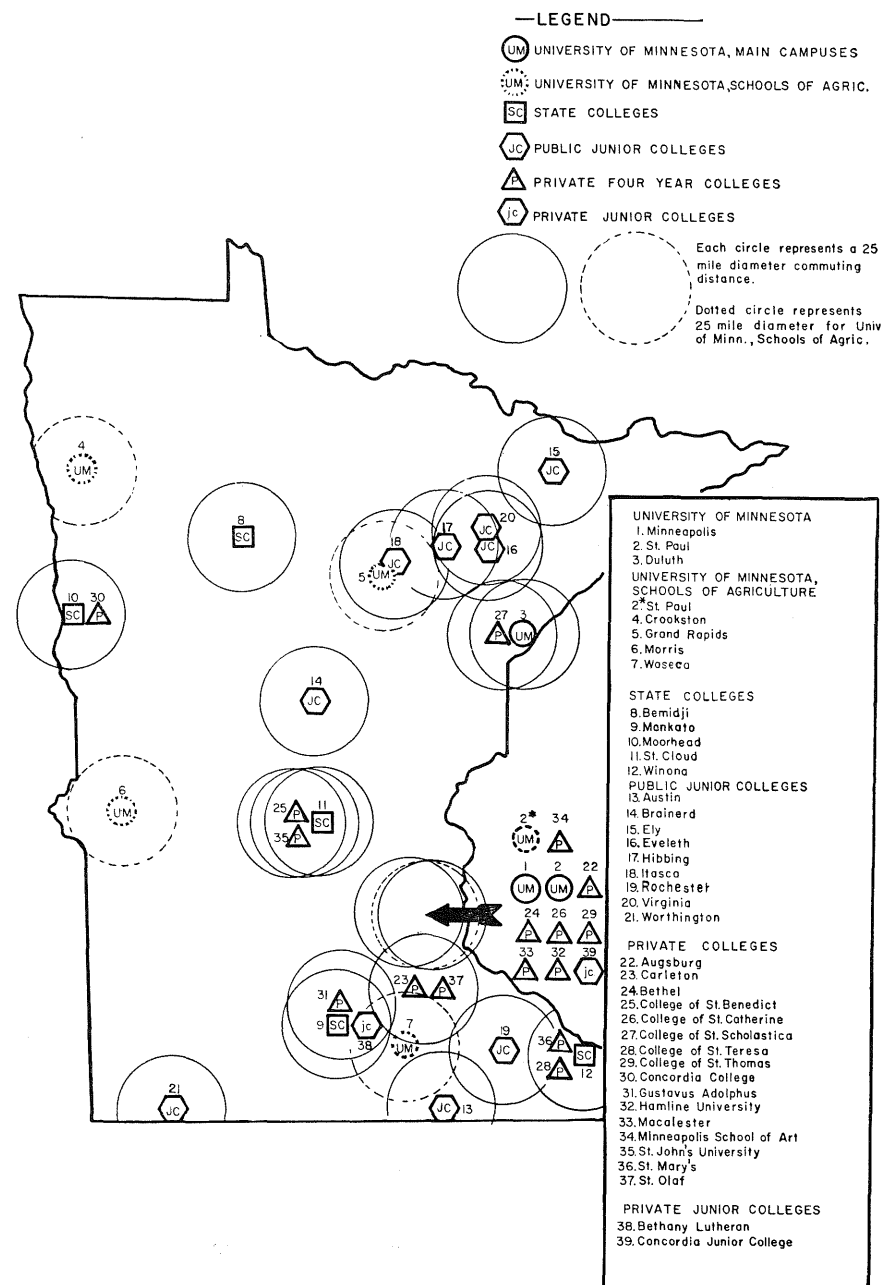 —LEGEND—
UM UNIVERSITY OF MINNESOTA, MAIN CAMPUSES
UM UNIVERSITY OF MINNESOTA,SCHOOLS OF AGRIC.
SC STATE COLLEGES
JC PUBLIC JUNIOR COLLEGES
P PRIVATE FOUR YEAR COLLEGES
jc PRIVATE JUNIOR COLLEGES
Each circle represents a 25
mile diameter commuting
distance.
Dotted circle represents
25 mile diameter for Univ
of Minn., Schools of Agric.
4
UM
15
JC
8
SC
18
JC
5 UM
17
JC
20
JC
JC
16
10
SC
30
P
27
P
3
UM
14
JC
6
UM
25 P
35 P
11
SC
2*
UM
34
P
1
UM
2
UM
22
P
24
P
26
P
29
P
33
P
32
P
39
jc
31
P
9 SC
jc
38
23
P
37
P
7
UM
19
JC
36 P
28 P
SC
12
21
JC
JC 13
UNIVERSITY OF MINNESOTA
1. Minneapolis
2. St. Paul
3. Duluth
UNIVERSITY OF MINNESOTA,
SCHOOLS OF AGRICULTURE
2* St. Paul
4. Crookston
5. Grand Rapids
6. Morris
7. Waseca
STATE COLLEGES
8. Bemidji
9. Mankato
10. Moorhead
11. St. Cloud
12. Winona
PUBLIC JUNIOR COLLEGES
13. Austin
14. Brainerd
15. Ely
16. Eveleth
17. Hibbing
18. Itasca
19. Rochester
20. Virginia
21. Worthington
PRIVATE COLLEGES
22. Augsburg
23. Carleton
24. Bethel
25. College of St. Benedict
26. College of St. Catherine
27. College of St. Scholastica
28. College of St. Teresa
29. College of St. Thomas
30. Concordia College
31. Gustavus Adolphus
32. Hamline University
33. Macalester
34. Minneapolis School of Art
35. St. John's University
36. St. Mary's
37. St. Olaf
PRIVATE JUNIOR COLLEGES
38. Bethany Lutheran
39. Concordia Junior College